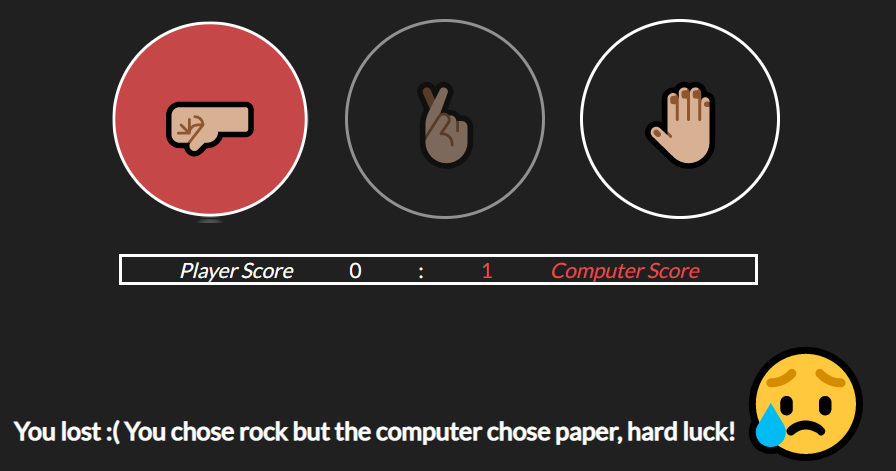 Player Score 0 : 1 Computer Score
You lost :( You chose rock but the computer chose paper, hard luck!